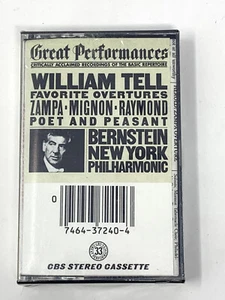 Great Performances
CRITICALLY ACCLAIMED RECORDINGS OF THE BASIC REPERTOIRE
WILLIAM TELL
FAVORITE OVERTURES
ZAMPA·MIGNON·RAYMOND
POET AND PEASANT
BERNSTEIN
NEW YORK
PHILHARMONIC
0
7464-37240-4
33
CBS STEREO CASSETTE